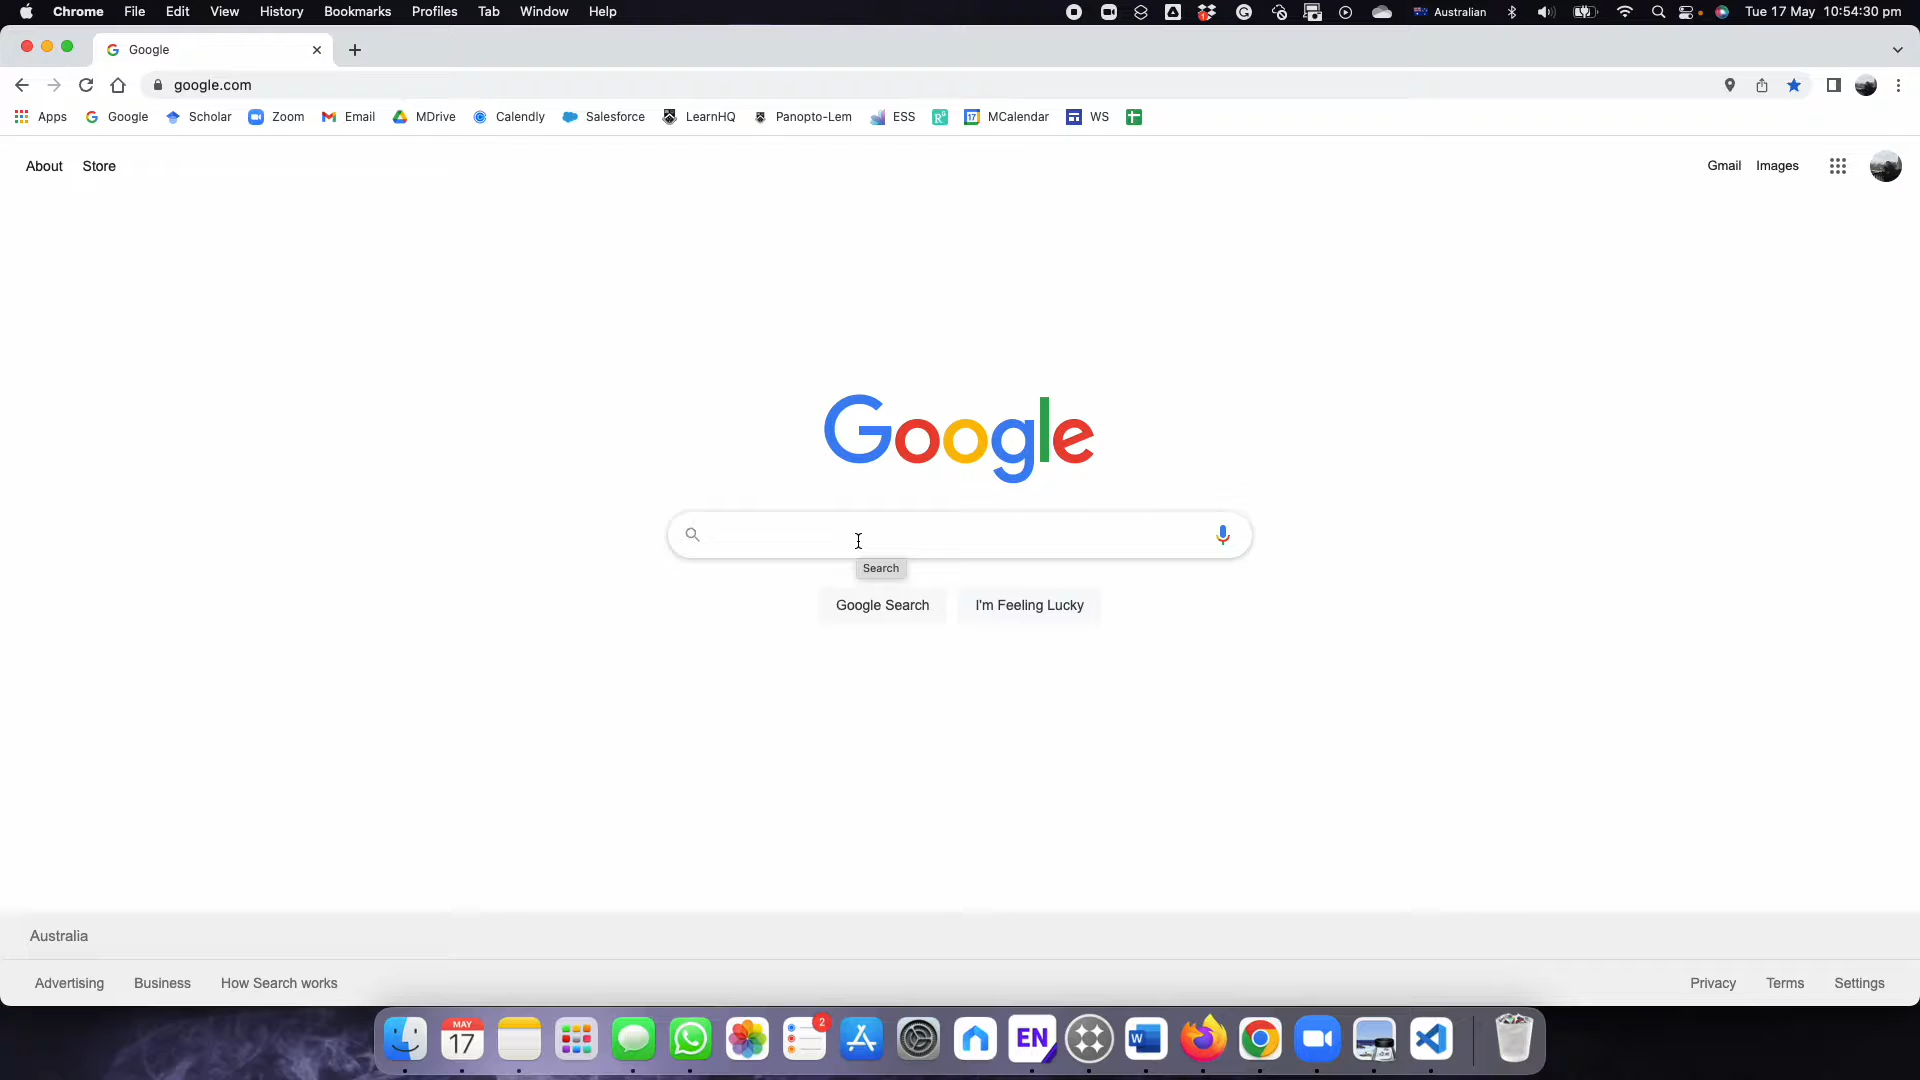 Chrome File Edit View History Bookmarks Profiles Tab Window Help Australian Tue 17 May 10:54:30 pm
Google
google.com
Apps Google Scholar Zoom Email MDrive Calendly Salesforce LearnHQ Panopto-Lem ESS 17 MCalendar WS
About Store Gmail Images
Google
Search
Google Search I'm Feeling Lucky
Australia
Advertising Business How Search works Privacy Terms Settings
MAY 17 2 EN W